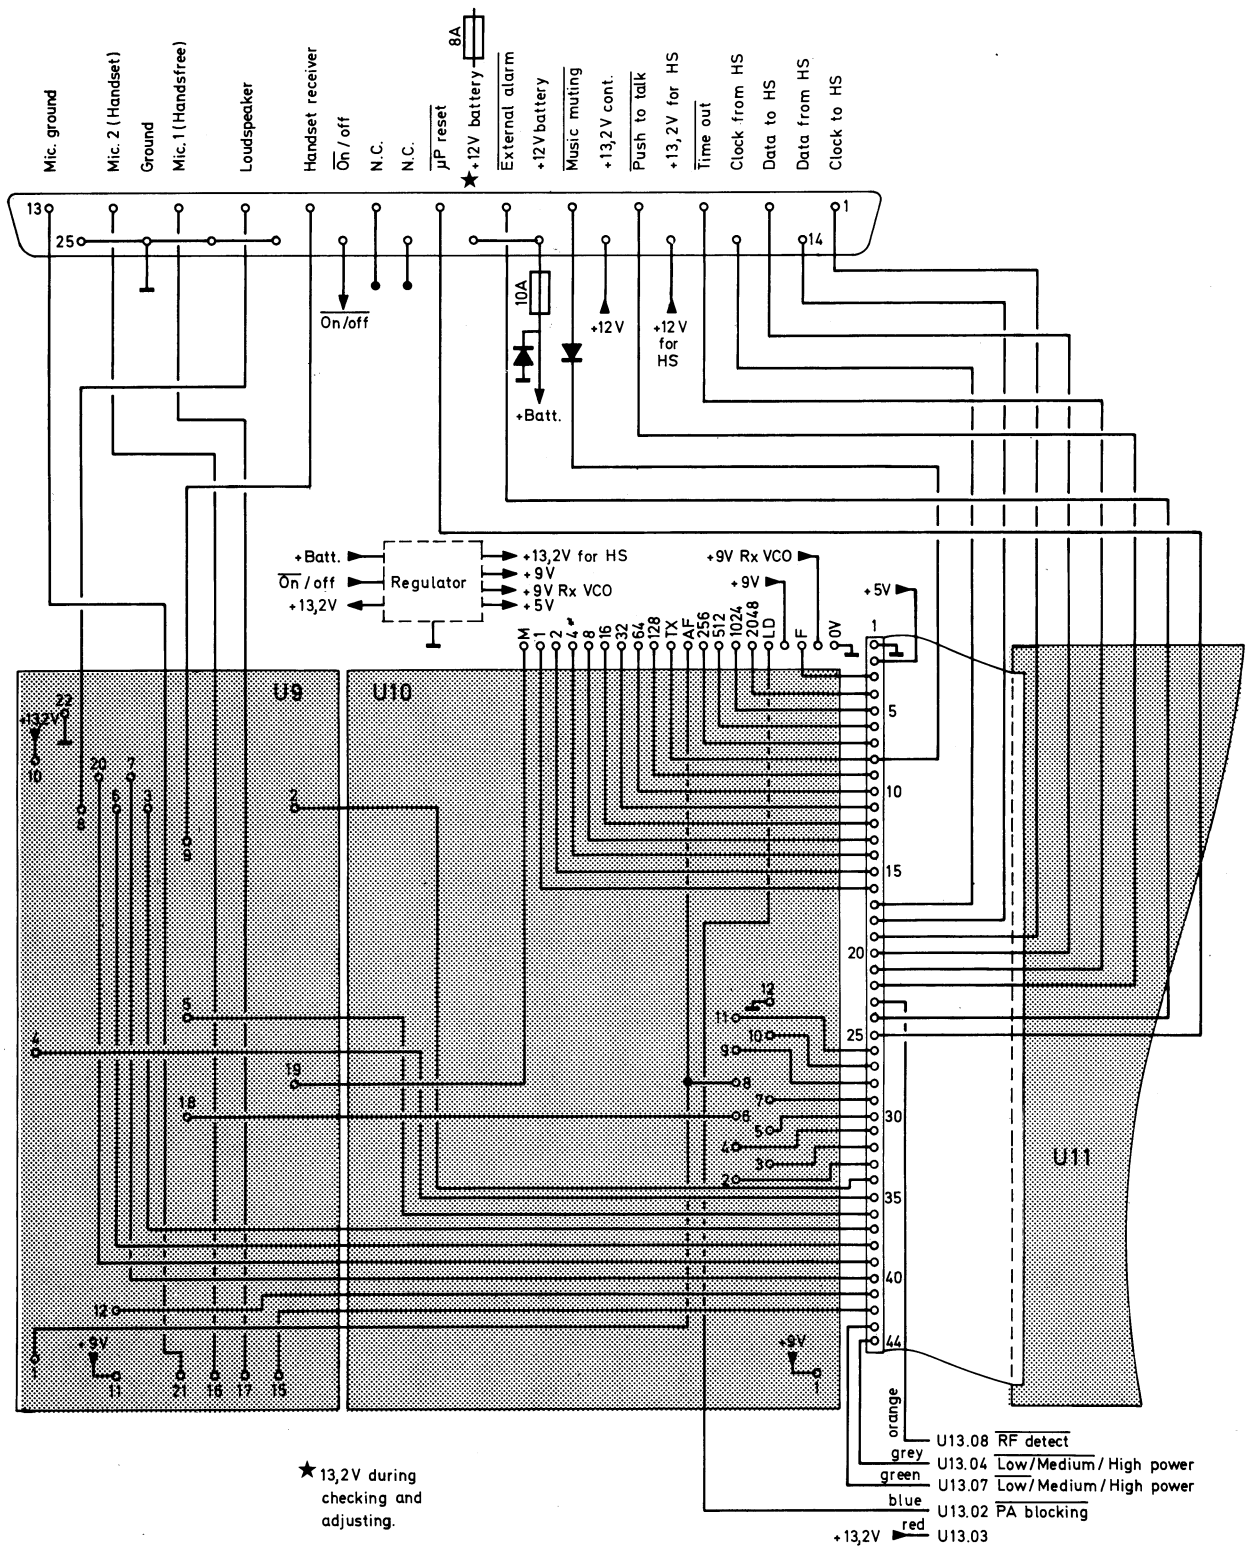 8A
Mic. ground
Mic. 2 (Handset)
Ground
Mic. 1 (Handsfree)
Loudspeaker
Handset receiver
On / off
N.C.
N.C.
µP reset
★ +12V battery
External alarm
+12V battery
Music muting
+13,2V cont.
Push to talk
+13,2V for HS
Time out
Clock from HS
Data to HS
Data from HS
Clock to HS
13
1
25
14
On/off
10A
+12V
+12V
for
HS
+Batt.
+Batt.
On / off
+13,2V
Regulator
+13,2V for HS
+9V
+9V Rx VCO
+5V
+9V Rx VCO
+9V
+5V
M
1
2
4
8
16
32
64
128
TX
AF
256
512
1024
2048
LD
F
0V
1
U9
U10
22
+13,2V
10
20
7
6
3
8
9
2
5
10
15
20
25
30
35
40
44
5
4
19
18
12
11
10
9
8
7
6
5
4
3
2
U11
12
+9V
1
11
21
16
17
15
+9V
1
orange
U13.08 RF detect
grey
U13.04 Low/Medium / High power
green
U13.07 Low / Medium / High power
blue
U13.02 PA blocking
red
+13,2V
U13.03
★ 13,2V during
checking and
adjusting.